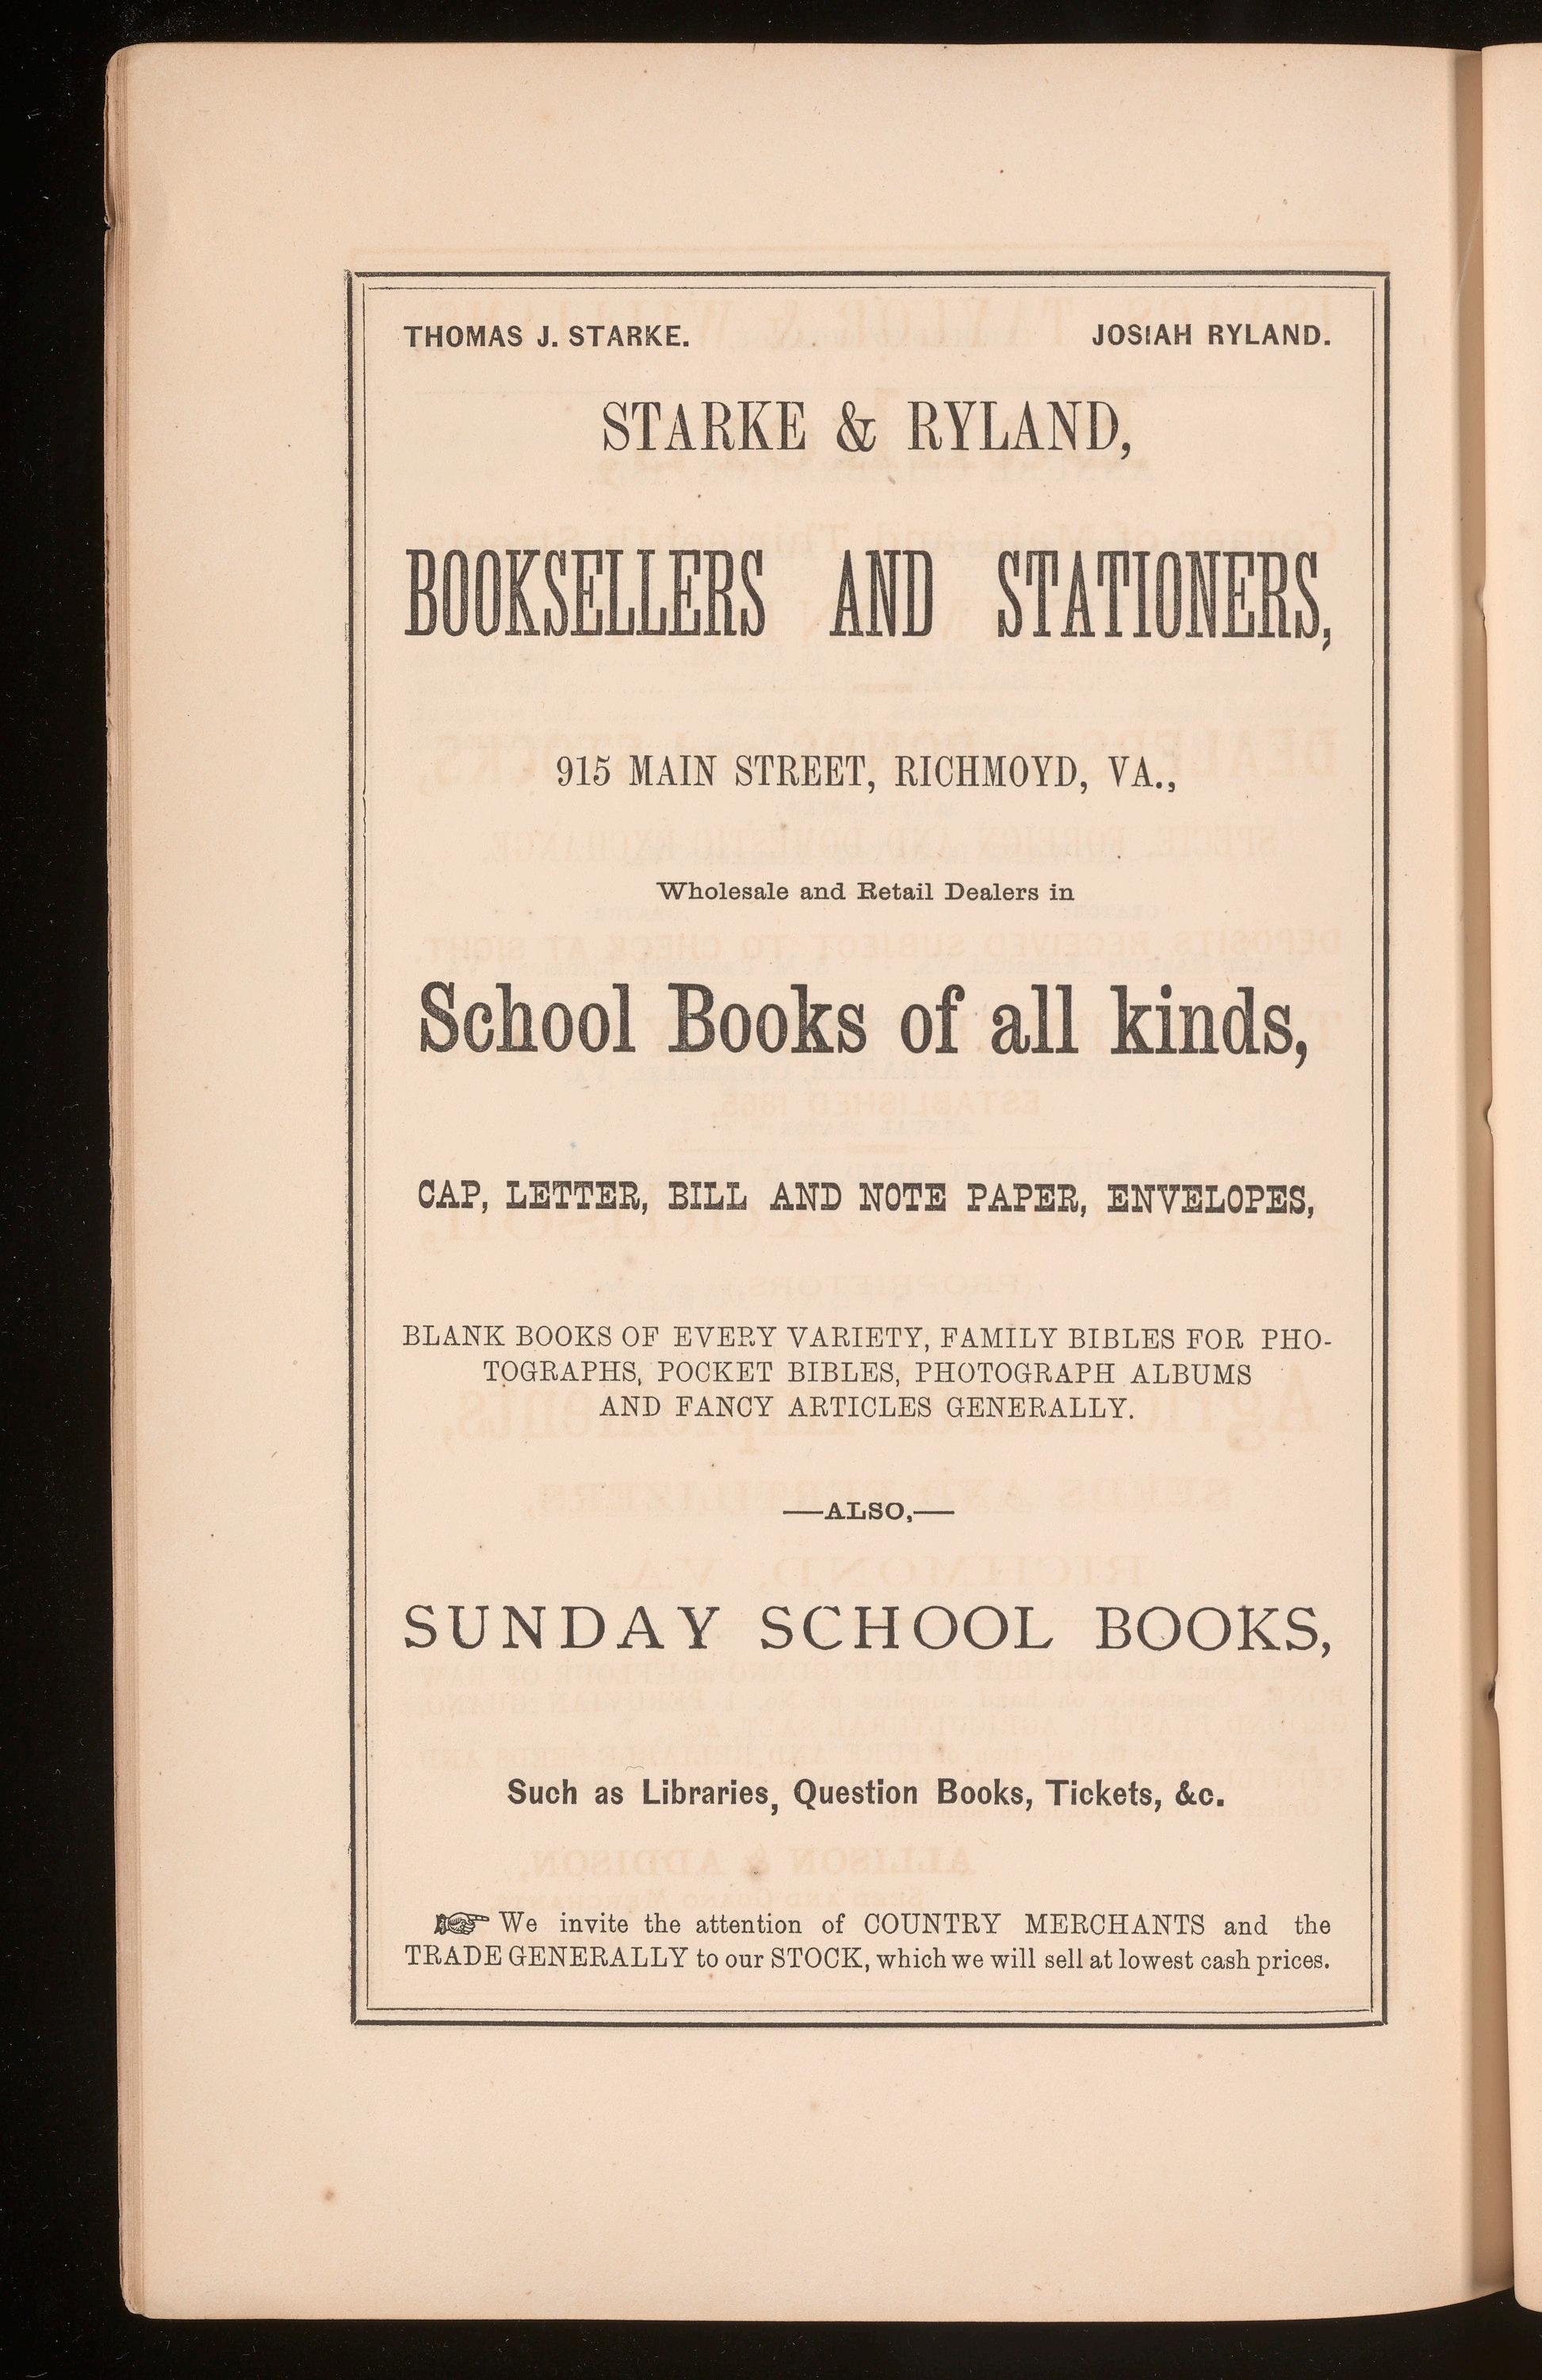 THOMAS J. STARKE. JOSIAH RYLAND.
STARKE & RYLAND,
BOOKSELLERS AND STATIONERS,
915 MAIN STREET, RICHMOYD, VA.,
Wholesale and Retail Dealers in
School Books of all kinds,
CAP, LETTER, BILL AND NOTE PAPER, ENVELOPES,
BLANK BOOKS OF EVERY VARIETY, FAMILY BIBLES FOR PHO-
TOGRAPHS, POCKET BIBLES, PHOTOGRAPH ALBUMS
AND FANCY ARTICLES GENERALLY.
—ALSO,—
SUNDAY SCHOOL BOOKS,
Such as Libraries, Question Books, Tickets, &c.
☞ We invite the attention of COUNTRY MERCHANTS and the
TRADE GENERALLY to our STOCK, which we will sell at lowest cash prices.